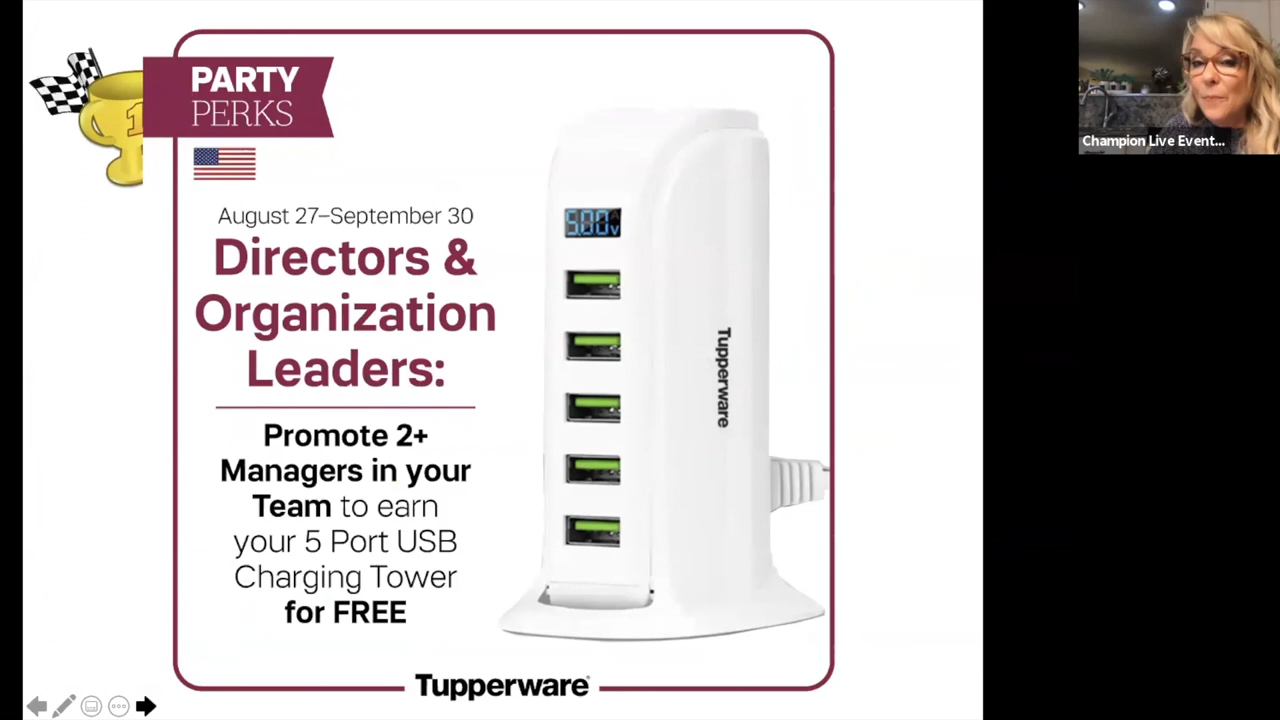 PARTY
PERKS
August 27–September 30
Directors &
Organization
Leaders:
Promote 2+
Managers in your
Team to earn
your 5 Port USB
Charging Tower
for FREE
5.00
A
V
Tupperware
Tupperware
Champion Live Event...